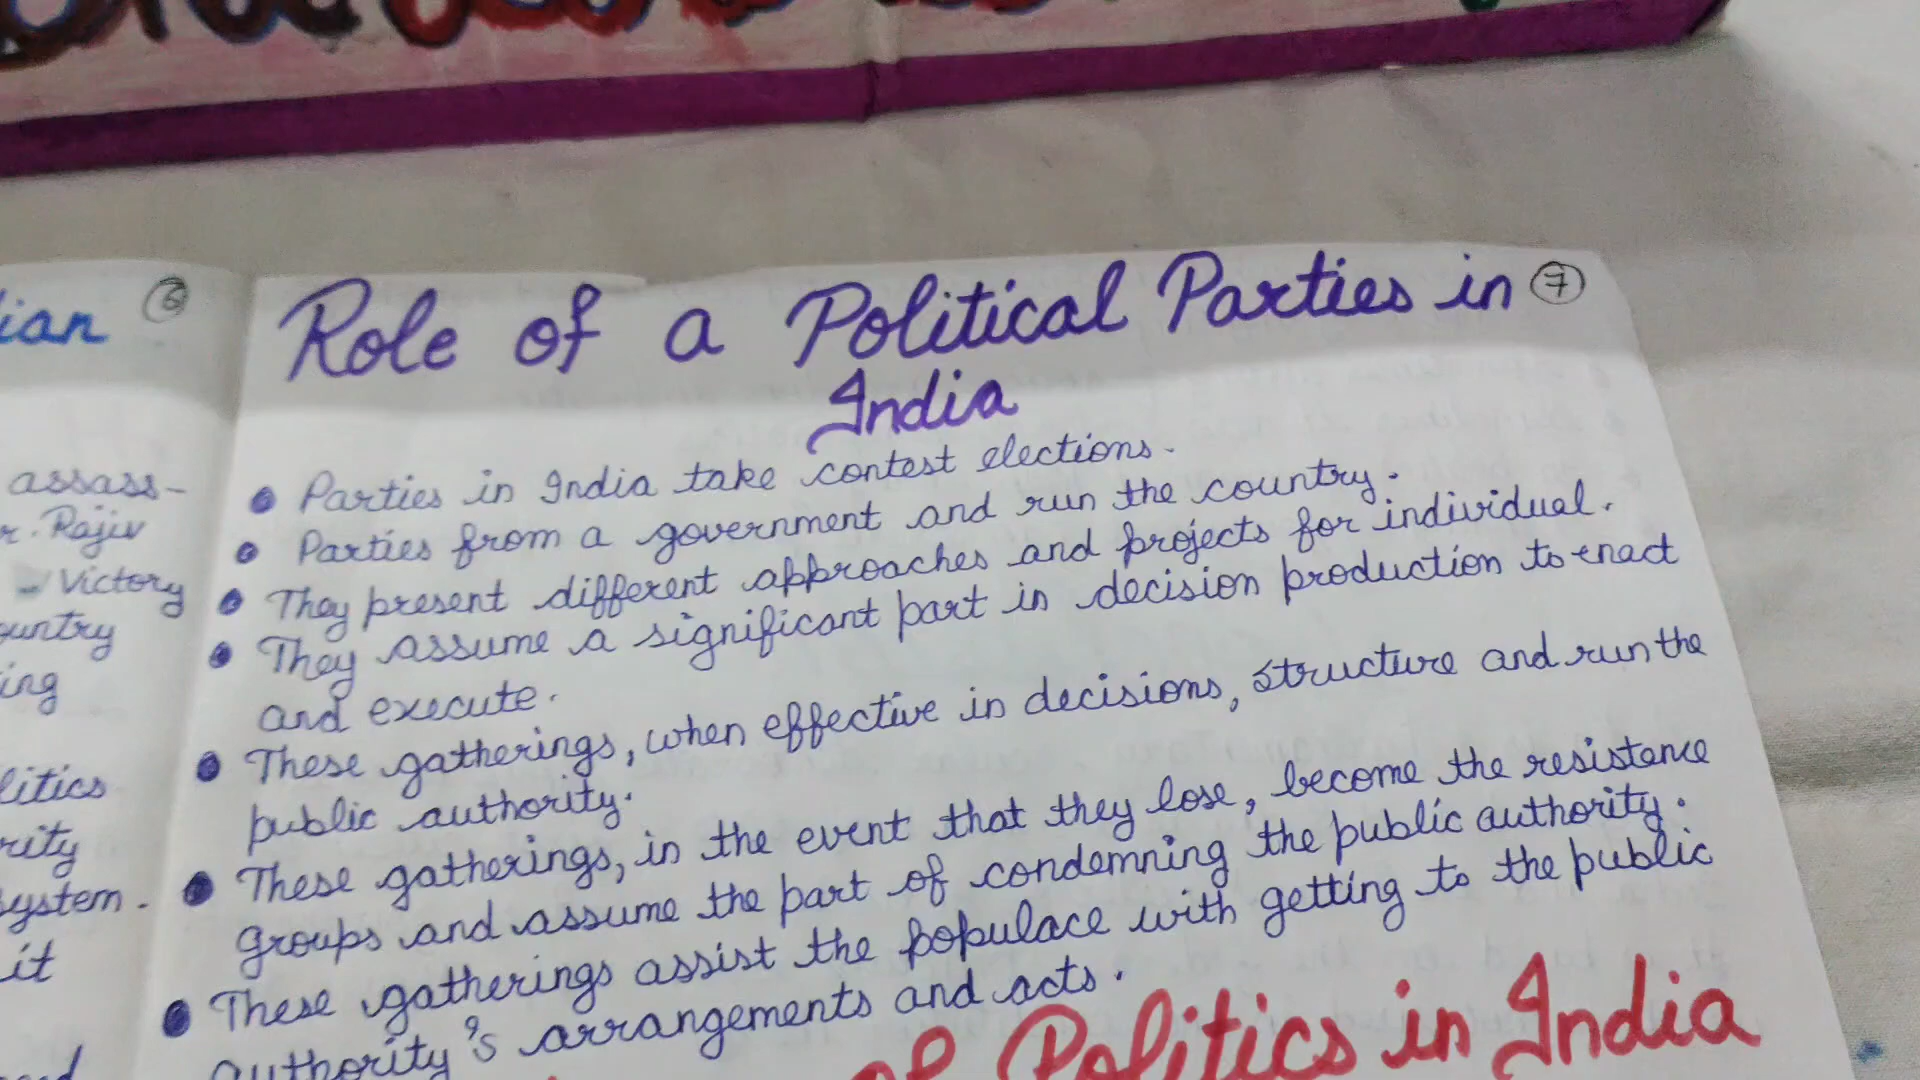 ian 6
assass-
r. Rajiv
- Victory
untry
ing
litics
rity
system.
it
Role of a Political Parties in 7
India
• Parties in India take contest elections.
• Parties from a government and run the country.
• They present different approaches and projects for individual.
• They assume a significant part in decision production to enact
and execute.
• These gatherings, when effective in decisions, structure and run the
public authority.
• These gatherings, in the event that they lose, become the resistance
groups and assume the part of condemning the public authority.
• These gatherings assist the populace with getting to the public
authority's arrangements and acts.
of Politics in India